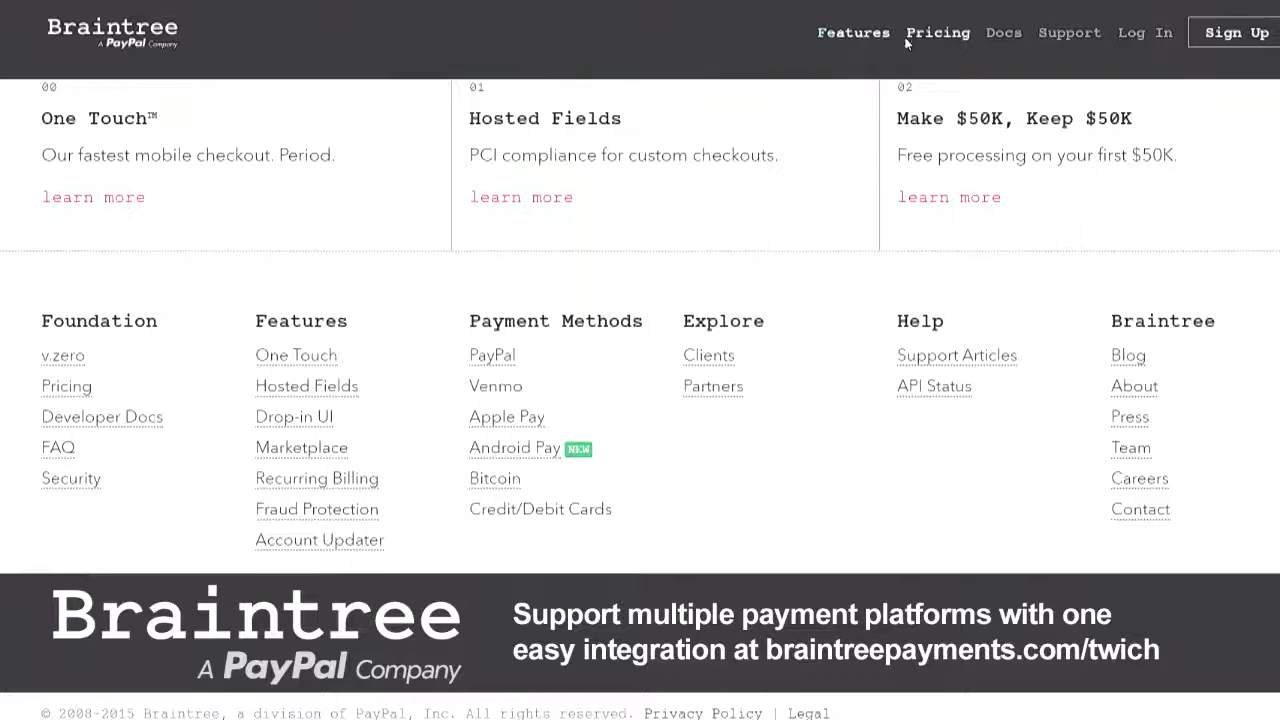 Braintree
A PayPal Company
Features Pricing Docs Support Log In Sign Up
00
One Touch™
Our fastest mobile checkout. Period.
learn more
01
Hosted Fields
PCI compliance for custom checkouts.
learn more
02
Make $50K, Keep $50K
Free processing on your first $50K.
learn more
Foundation
v.zero
Pricing
Developer Docs
FAQ
Security
Features
One Touch
Hosted Fields
Drop-in UI
Marketplace
Recurring Billing
Fraud Protection
Account Updater
Payment Methods
PayPal
Venmo
Apple Pay
Android Pay NEW
Bitcoin
Credit/Debit Cards
Explore
Clients
Partners
Help
Support Articles
API Status
Braintree
Blog
About
Press
Team
Careers
Contact
Braintree
A PayPal Company
Support multiple payment platforms with one
easy integration at braintreepayments.com/twich
© 2008-2015 Braintree, a division of PayPal, Inc. All rights reserved. Privacy Policy | Legal